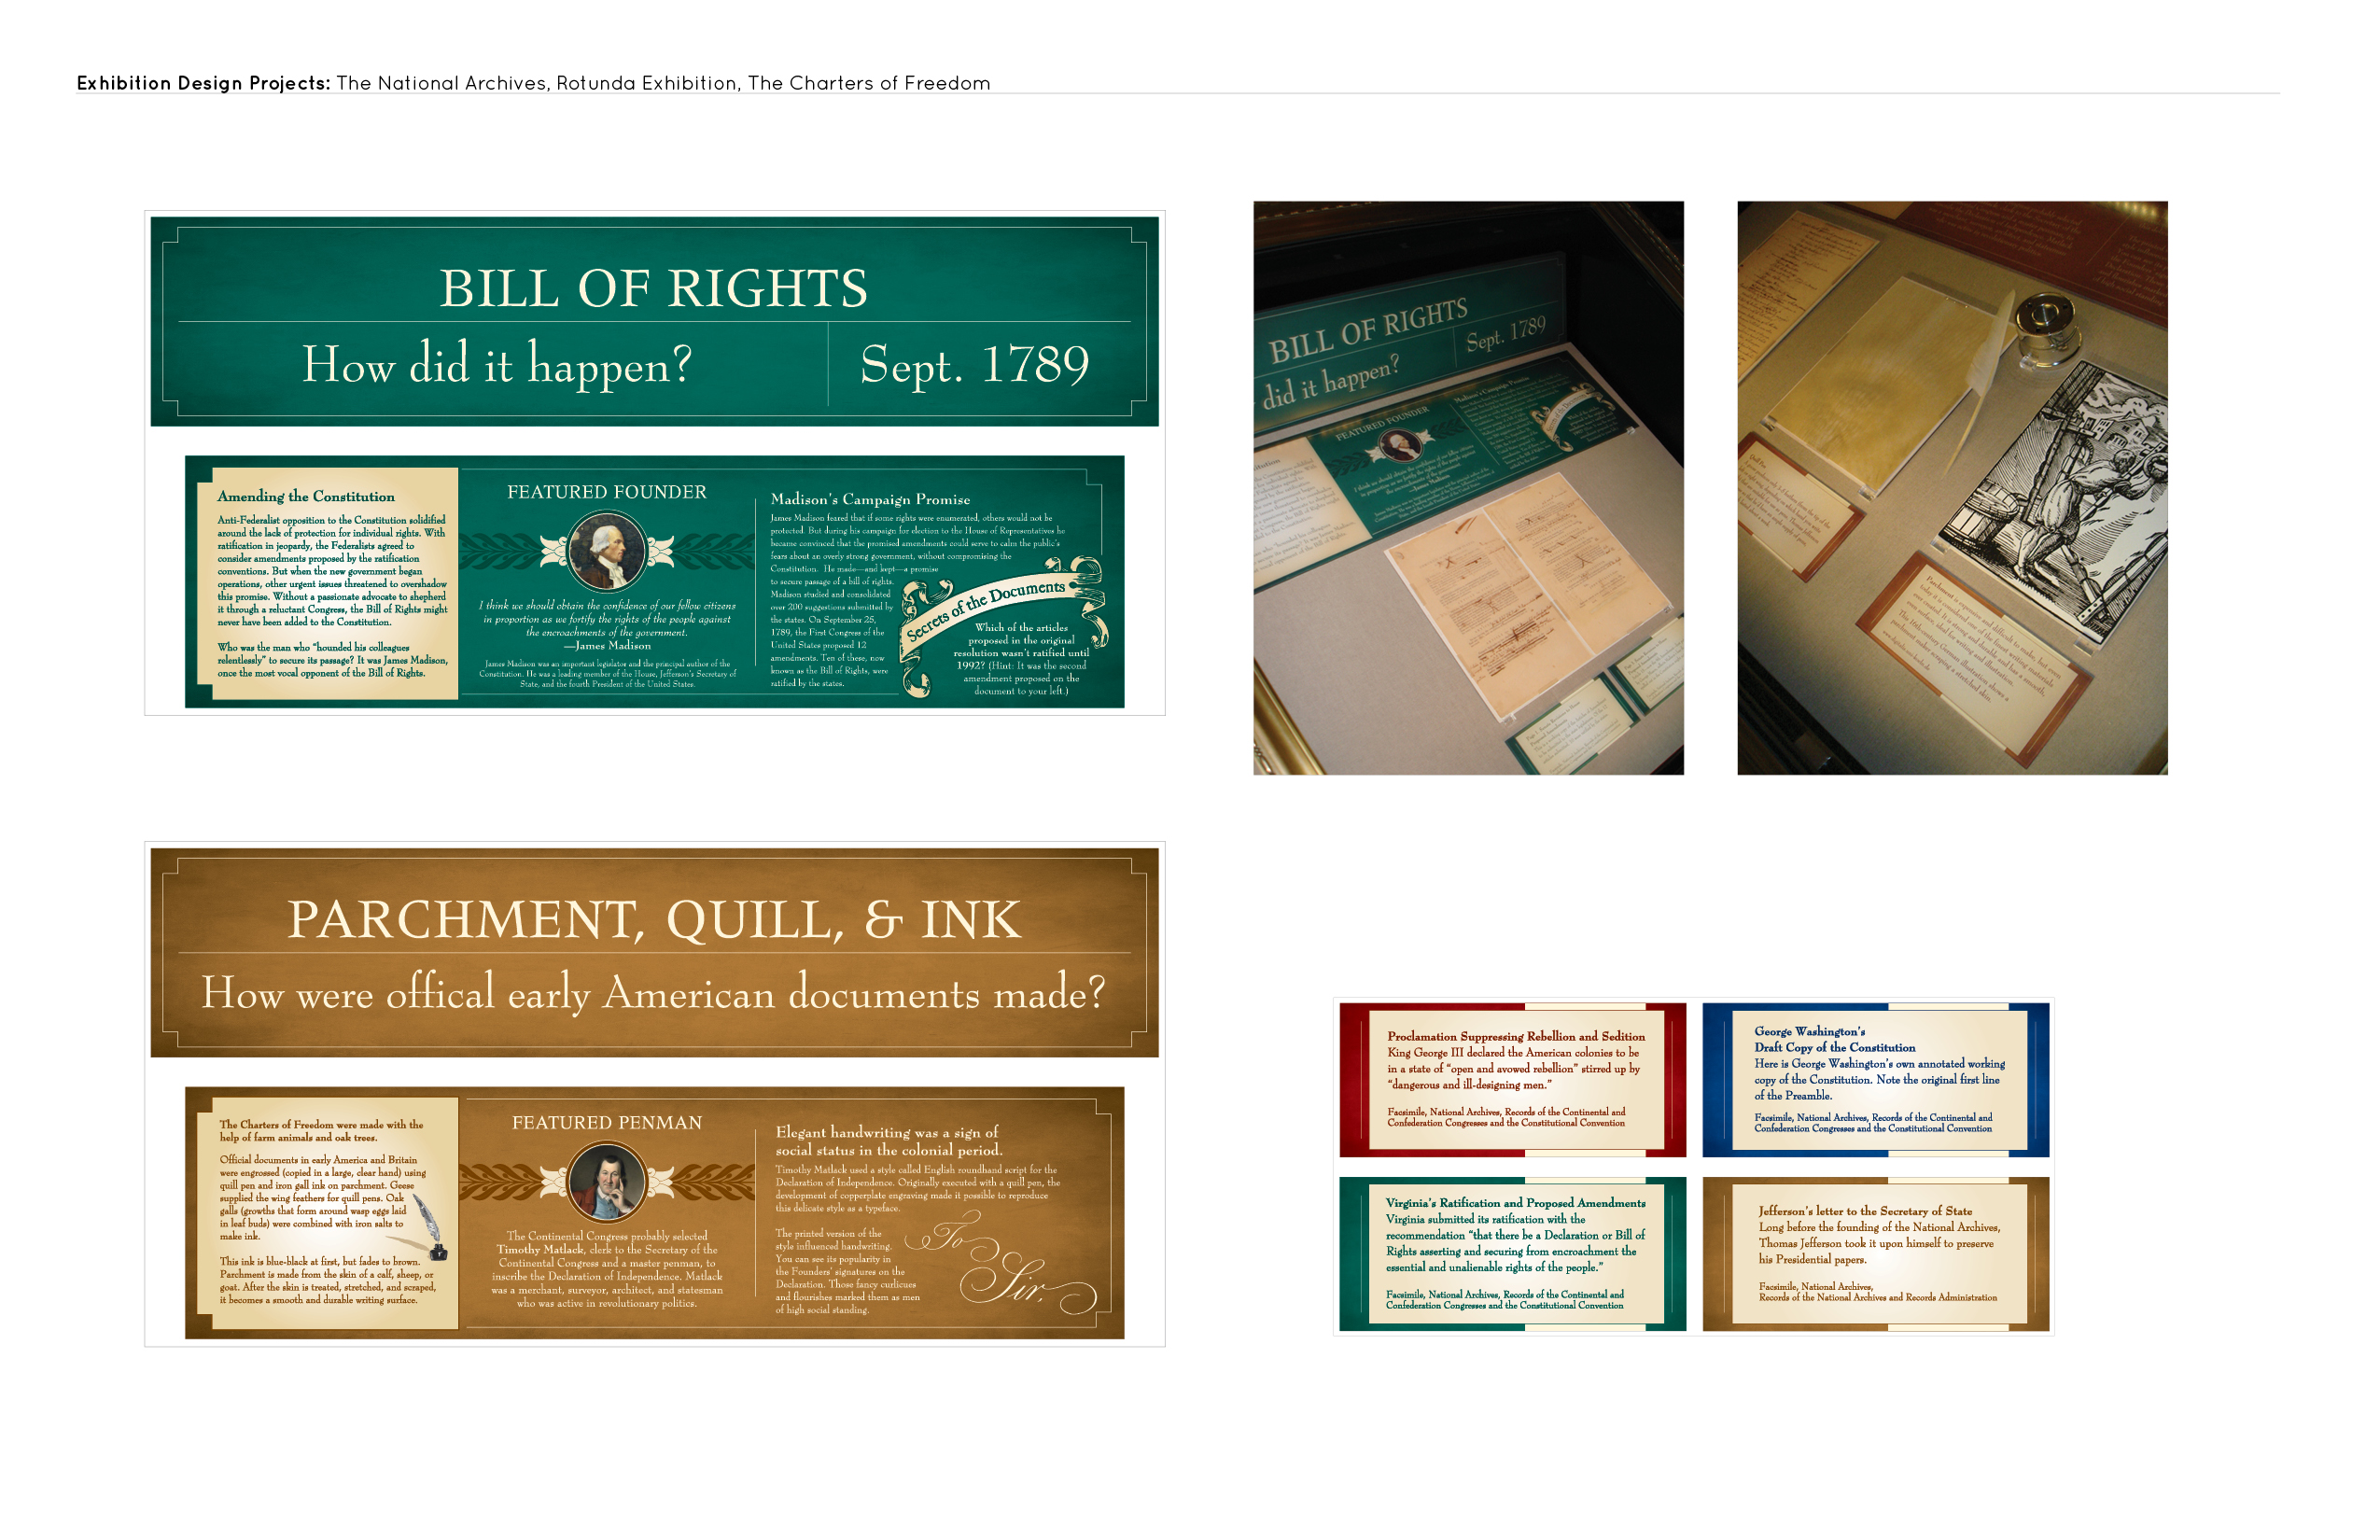 Exhibition Design Projects: The National Archives, Rotunda Exhibition, The Charters of Freedom
BILL OF RIGHTS
How did it happen?
Sept. 1789
Amending the Constitution
Anti-Federalist opposition to the Constitution solidified
around the lack of protection for individual rights. With
ratification in jeopardy, the Federalists agreed to
consider amendments proposed by the ratification
conventions. But when the new government began
operations, other urgent issues threatened to overshadow
this promise. Without a passionate advocate to shepherd
it through a reluctant Congress, the Bill of Rights might
never have been added to the Constitution.
Who was the man who "hounded his colleagues
relentlessly" to secure its passage? It was James Madison,
once the most vocal opponent of the Bill of Rights.
FEATURED FOUNDER
I think we should obtain the confidence of our fellow citizens
in proportion as we fortify the rights of the people against
the encroachments of the government.
—James Madison
James Madison was an important legislator and the principal author of the
Constitution. He was a leading member of the House, Jefferson's Secretary of
State, and the fourth President of the United States.
Madison's Campaign Promise
James Madison feared that if some rights were enumerated, others would not be
protected. But during his campaign for election to the House of Representatives he
became convinced that the promised amendments could serve to calm the public's
fears about an overly strong government, without compromising the
Constitution. He made—and kept—a promise
to secure passage of a bill of rights.
Madison studied and consolidated
over 200 suggestions submitted by
the states. On September 25,
1789, the First Congress of the
United States proposed 12
amendments. Ten of these, now
known as the Bill of Rights, were
ratified by the states.
Secrets of the Documents
Which of the articles
proposed in the original
resolution wasn't ratified until
1992? (Hint: It was the second
amendment proposed on the
document to your left.)
BILL OF RIGHTS
did it happen?
Sept. 1789
FEATURED FOUNDER
Madison's Campaign Promise
PARCHMENT, QUILL, & INK
How were offical early American documents made?
The Charters of Freedom were made with the
help of farm animals and oak trees.
Official documents in early America and Britain
were engrossed (copied in a large, clear hand) using
quill pen and iron gall ink on parchment. Geese
supplied the wing feathers for quill pens. Oak
galls (growths that form around wasp eggs laid
in leaf buds) were combined with iron salts to
make ink.
This ink is blue-black at first, but fades to brown.
Parchment is made from the skin of a calf, sheep, or
goat. After the skin is treated, stretched, and scraped,
it becomes a smooth and durable writing surface.
FEATURED PENMAN
The Continental Congress probably selected
Timothy Matlack, clerk to the Secretary of the
Continental Congress and a master penman, to
inscribe the Declaration of Independence. Matlack
was a merchant, surveyor, architect, and statesman
who was active in revolutionary politics.
Elegant handwriting was a sign of
social status in the colonial period.
Timothy Matlack used a style called English roundhand script for the
Declaration of Independence. Originally executed with a quill pen, the
development of copperplate engraving made it possible to reproduce
this delicate style as a typeface.
The printed version of the
style influenced handwriting.
You can see its popularity in
the Founders' signatures on the
Declaration. Those fancy curlicues
and flourishes marked them as men
of high social standing.
To
Sir,
Proclamation Suppressing Rebellion and Sedition
King George III declared the American colonies to be
in a state of "open and avowed rebellion" stirred up by
"dangerous and ill-designing men."
Facsimile, National Archives, Records of the Continental and
Confederation Congresses and the Constitutional Convention
George Washington's
Draft Copy of the Constitution
Here is George Washington's own annotated working
copy of the Constitution. Note the original first line
of the Preamble.
Facsimile, National Archives, Records of the Continental and
Confederation Congresses and the Constitutional Convention
Virginia's Ratification and Proposed Amendments
Virginia submitted its ratification with the
recommendation "that there be a Declaration or Bill of
Rights asserting and securing from encroachment the
essential and unalienable rights of the people."
Facsimile, National Archives, Records of the Continental and
Confederation Congresses and the Constitutional Convention
Jefferson's letter to the Secretary of State
Long before the founding of the National Archives,
Thomas Jefferson took it upon himself to preserve
his Presidential papers.
Facsimile, National Archives,
Records of the National Archives and Records Administration